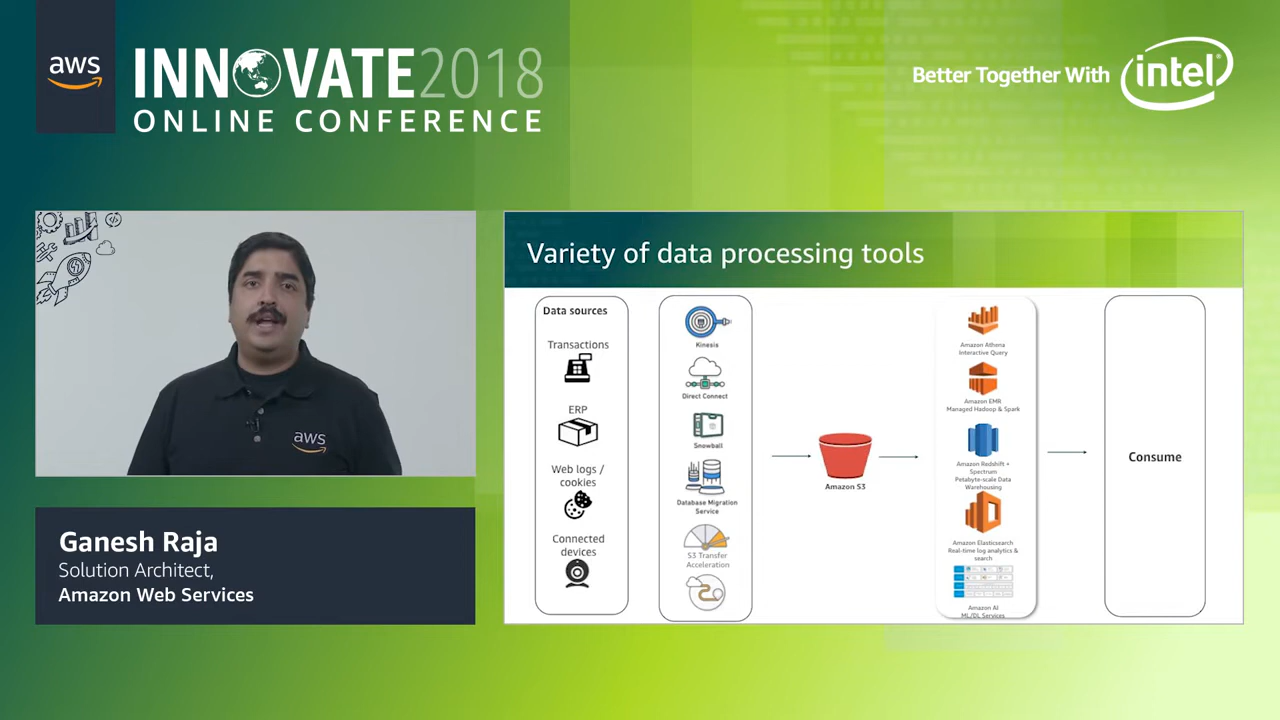 aws
INNOVATE2018
ONLINE CONFERENCE
Better Together With intel®
aws
Ganesh Raja
Solution Architect,
Amazon Web Services
Variety of data processing tools
Data sources
Transactions
ERP
Web logs /
cookies
Connected
devices
Kinesis
Direct Connect
Snowball
Database Migration
Service
S3 Transfer
Acceleration
Amazon S3
Amazon Athena
Interactive Query
Amazon EMR
Managed Hadoop & Spark
Amazon Redshift +
Spectrum
Petabyte-scale Data
Warehousing
Amazon Elasticsearch
Real-time log analytics &
search
Amazon AI
ML/DL Services
Consume